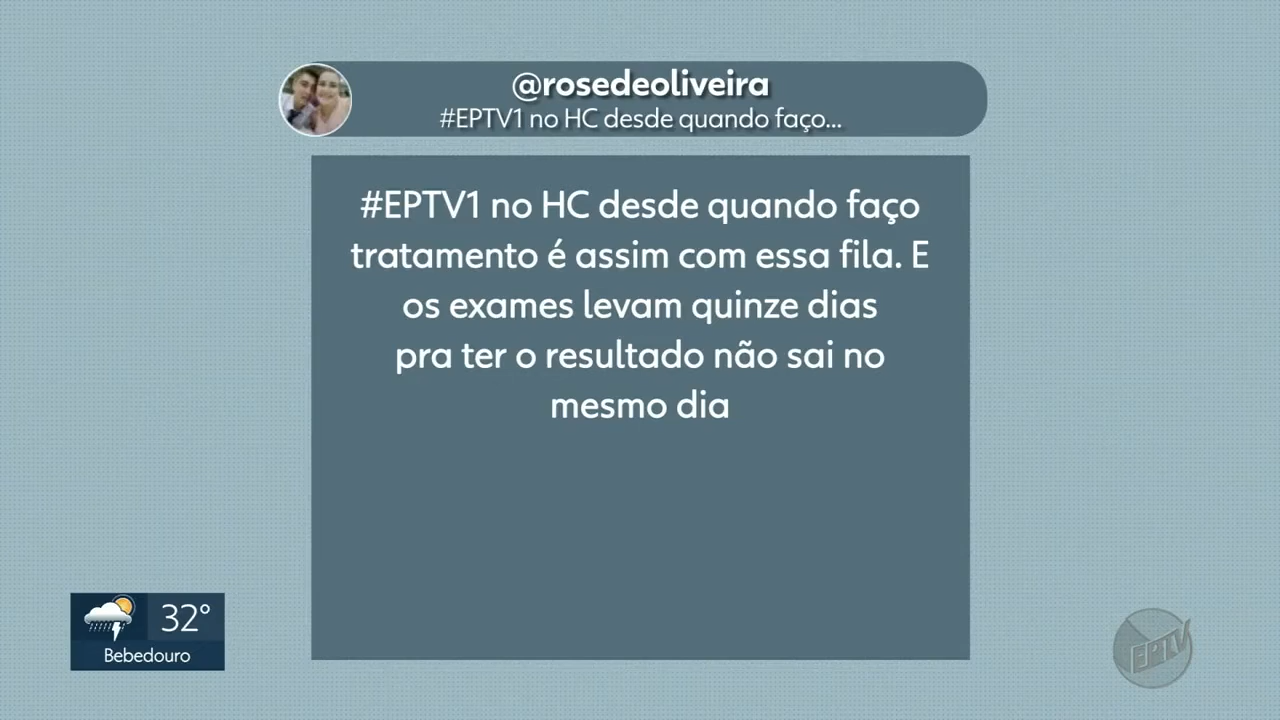 @rosedeoliveira
#EPTV1 no HC desde quando faço...
#EPTV1 no HC desde quando faço
tratamento é assim com essa fila. E
os exames levam quinze dias
pra ter o resultado não sai no
mesmo dia
32°
Bebedouro
EPTV